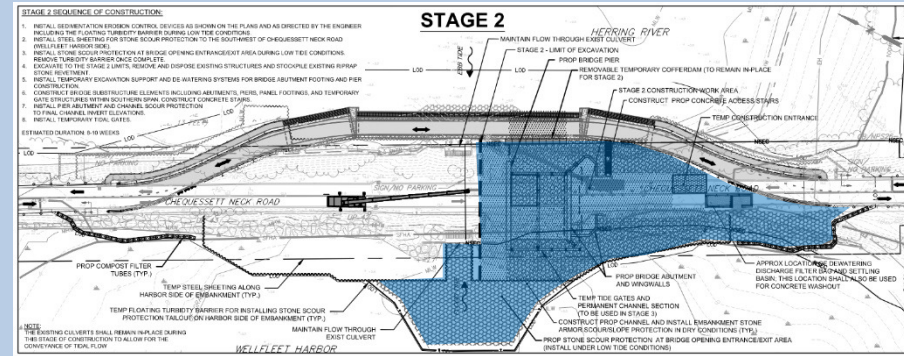 STAGE 2 SEQUENCE OF CONSTRUCTION:
1. INSTALL SEDIMENTATION EROSION CONTROL DEVICES AS SHOWN ON THE PLANS AND AS DIRECTED BY THE ENGINEER
INCLUDING THE FLOATING TURBIDITY BARRIER DURING LOW TIDE CONDITIONS.
2. INSTALL STEEL SHEETING FOR STONE SCOUR PROTECTION TO THE SOUTHWEST OF CHEQUESSETT NECK ROAD
(WELLFLEET HARBOR SIDE).
3. INSTALL STONE SCOUR PROTECTION AT BRIDGE OPENING ENTRANCE/EXIT AREA DURING LOW TIDE CONDITIONS.
REMOVE TURBIDITY BARRIER ONCE COMPLETE.
4. EXCAVATE TO THE STAGE 2 LIMITS, REMOVE AND DISPOSE EXISTING STRUCTURES AND STOCKPILE EXISTING RIPRAP
STONE REVETMENT.
5. INSTALL TEMPORARY EXCAVATION SUPPORT AND DE-WATERING SYSTEMS FOR BRIDGE ABUTMENT FOOTING AND PIER
CONSTRUCTION.
6. CONSTRUCT BRIDGE SUBSTRUCTURE ELEMENTS INCLUDING ABUTMENTS, PIERS, PANEL FOOTINGS, AND TEMPORARY
GATE STRUCTURES WITHIN SOUTHERN SPAN. CONSTRUCT CONCRETE STAIRS.
7. INSTALL PIER ABUTMENT AND CHANNEL SCOUR PROTECTION
TO FINAL CHANNEL INVERT ELEVATIONS.
8. INSTALL TEMPORARY TIDAL GATES.
ESTIMATED DURATION: 8-10 WEEKS
STAGE 2
HERRING RIVER
EBB TIDE
MAINTAIN FLOW THROUGH EXIST CULVERT
STAGE 2 - LIMIT OF EXCAVATION
PROP BRIDGE PIER
REMOVABLE TEMPORARY COFFERDAM (TO REMAIN IN-PLACE
FOR STAGE 2)
STAGE 2 CONSTRUCTION WORK AREA
CONSTRUCT PROP CONCRETE ACCESS STAIRS
TEMP CONSTRUCTION ENTRANCE
LOD
LOD
LOD
LOD
SIGN/NO PARKING
CHEQUESSETT NECK ROAD
CHEQUESSETT NECK ROAD
PROP COMPOST FILTER
TUBES (TYP.)
TEMP STEEL SHEETING ALONG
HARBOR SIDE OF EMBANKMENT (TYP.)
TEMP FLOATING TURBIDITY BARRIER FOR INSTALLING STONE SCOUR
PROTECTION TAILOUT ON HARBOR SIDE OF EMBANKMENT (TYP.)
MAINTAIN FLOW THROUGH
EXIST CULVERT
WELLFLEET HARBOR
APPROX LOCATION OF DEWATERING
DISCHARGE FILTER BAG AND SETTLING
BASIN. THIS LOCATION SHALL ALSO BE USED
FOR CONCRETE WASHOUT
PROP BRIDGE ABUTMENT
AND WINGWALLS
TEMP TIDE GATES AND
PERMANENT CHANNEL SECTION
(TO BE USED IN STAGE 3)
CONSTRUCT PROP CHANNEL AND INSTALL EMBANKMENT STONE
ARMOR/SCOUR/SLOPE PROTECTION IN DRY CONDITIONS (TYP.)
PROP STONE SCOUR PROTECTION AT BRIDGE OPENING ENTRANCE/EXIT AREA
(INSTALL UNDER LOW TIDE CONDITIONS)
NOTE:
THE EXISTING CULVERTS SHALL REMAIN IN-PLACE DURING
THIS STAGE OF CONSTRUCTION TO ALLOW FOR THE
CONVEYANCE OF TIDAL FLOW